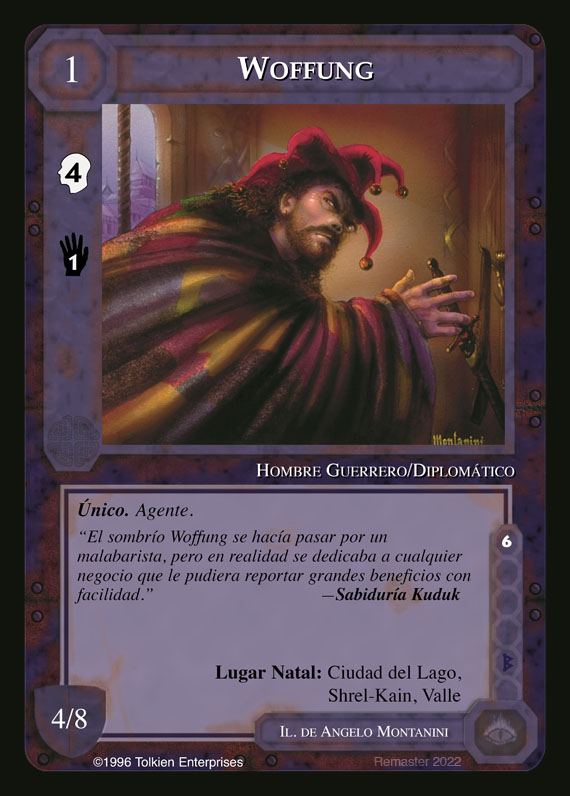 1
WOFFUNG
4
1
Montanini
HOMBRE GUERRERO/DIPLOMÁTICO
Único. Agente.
“El sombrío Woffung se hacía pasar por un
malabarista, pero en realidad se dedicaba a cualquier
negocio que le pudiera reportar grandes beneficios con
facilidad.” —Sabiduría Kuduk
6
Lugar Natal: Ciudad del Lago,
Shrel-Kain, Valle
4/8
IL. DE ANGELO MONTANINI
©1996 Tolkien Enterprises
Remaster 2022